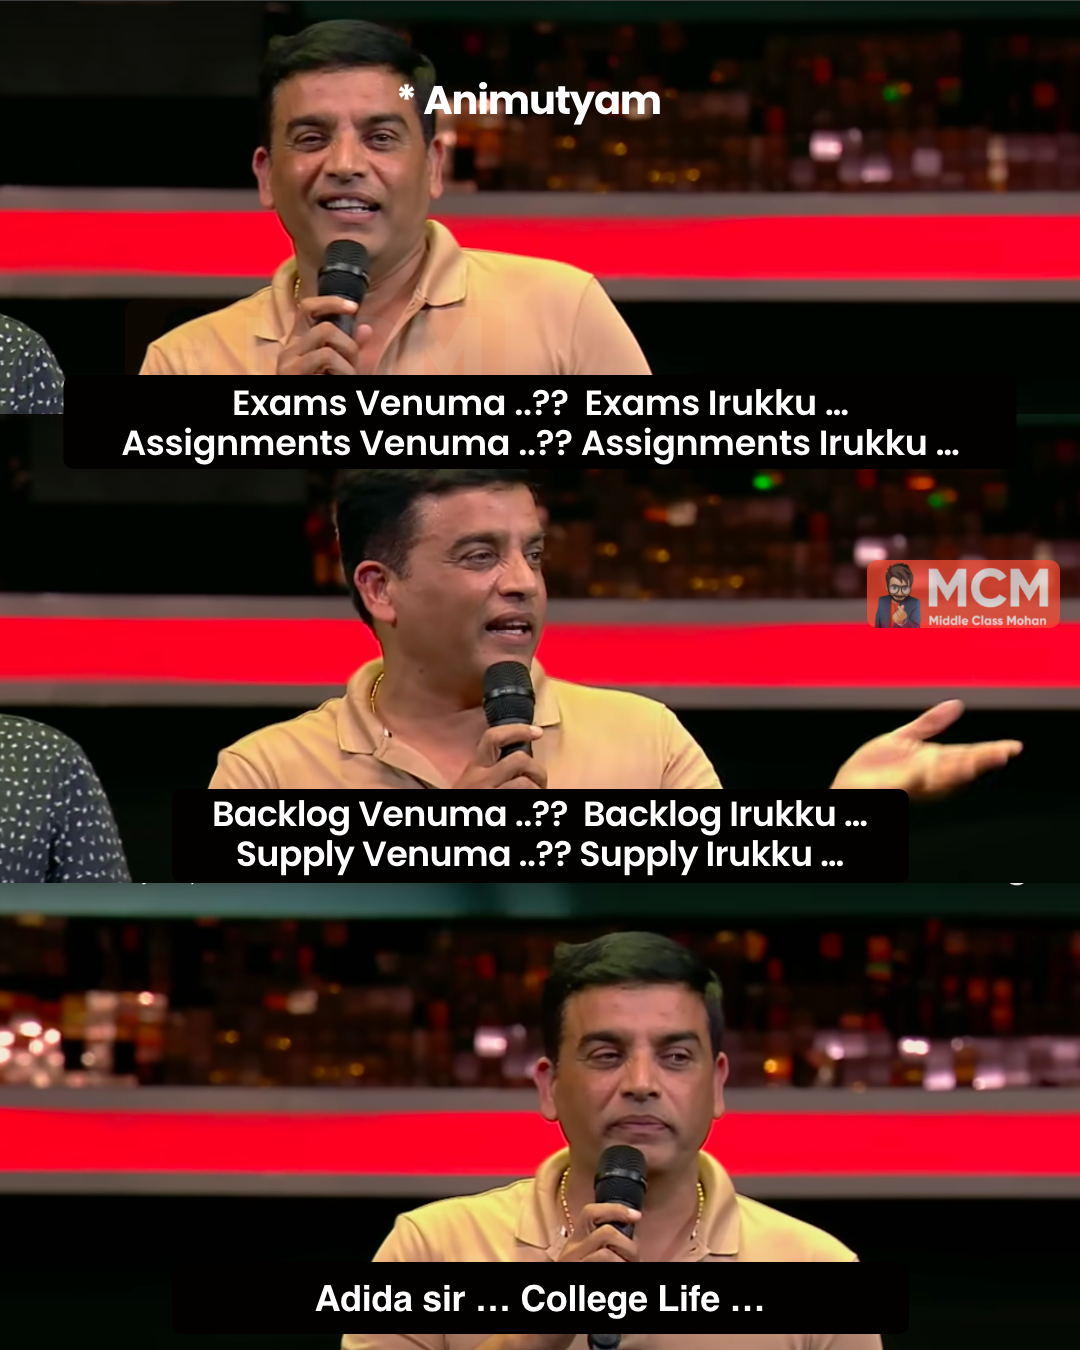 * Animutyam
Exams Venuma ..?? Exams Irukku ...
Assignments Venuma ..?? Assignments Irukku ...
MCM
Middle Class Mohan
Backlog Venuma ..?? Backlog Irukku ...
Supply Venuma ..?? Supply Irukku ...
Adida sir ... College Life ...